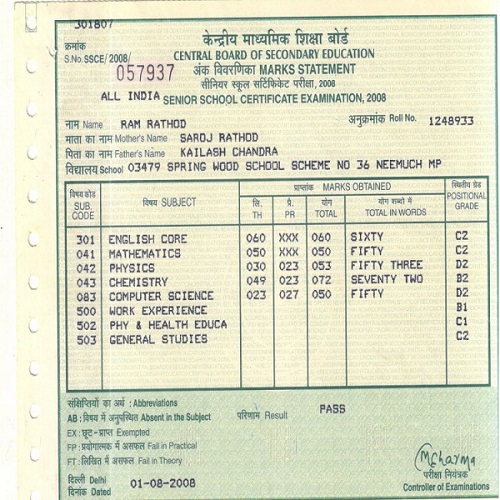 301807
केन्द्रीय माध्यमिक शिक्षा बोर्ड
क्रमांक
S.No. SSCE/2008/
CENTRAL BOARD OF SECONDARY EDUCATION
057937
अंक विवरणिका MARKS STATEMENT
सीनियर स्कूल सर्टिफिकेट परीक्षा, 2008
ALL INDIA SENIOR SCHOOL CERTIFICATE EXAMINATION, 2008
नाम Name RAM RATHOD अनुक्रमांक Roll No. 1248933
माता का नाम Mother's Name SAROJ RATHOD
पिता का नाम Father's Name KAILASH CHANDRA
विद्यालय School 03479 SPRING WOOD SCHOOL SCHEME NO 36 NEEMUCH MP
विषय कोड SUB. CODE विषय SUBJECT प्राप्तांक MARKS OBTAINED स्थितीय ग्रेड POSITIONAL GRADE
लि. TH प्रै. PR योग TOTAL योग शब्दों में TOTAL IN WORDS
301 ENGLISH CORE 060 XXX 060 SIXTY C2
041 MATHEMATICS 050 XXX 050 FIFTY C2
042 PHYSICS 030 023 053 FIFTY THREE D2
043 CHEMISTRY 049 023 072 SEVENTY TWO B2
083 COMPUTER SCIENCE 023 027 050 FIFTY D2
500 WORK EXPERIENCE B1
502 PHY & HEALTH EDUCA C1
503 GENERAL STUDIES C2
संक्षिप्तियों का अर्थ : Abbreviations
AB : विषय में अनुपस्थित Absent in the Subject परिणाम Result PASS
EX : छूट-प्राप्त Exempted
FP : प्रयोगात्मक में असफल Fail in Practical
FT : लिखित में असफल Fail in Theory
दिल्ली Delhi
दिनांक Dated 01-08-2008
परीक्षा नियंत्रक
Controller of Examinations